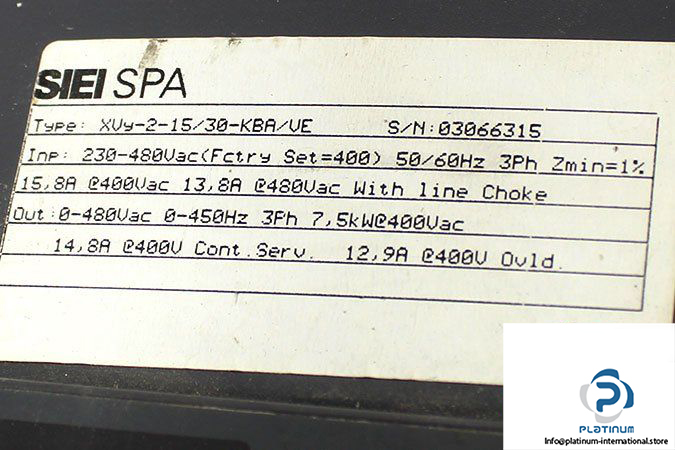 SIEI SPA
Type: XVy-2-15/30-KBA/VE S/N:03066315
Inp: 230-480Vac(Fctry Set=400) 50/60Hz 3Ph Zmin=1%
15,8A @400Vac 13,8A @480Vac With line Choke
Out:0-480Vac 0-450Hz 3Ph 7,5kW@400Vac
14,8A @400V Cont.Serv. 12,9A @400V Ovld.
PLATINUM
Info@platinum-international.store